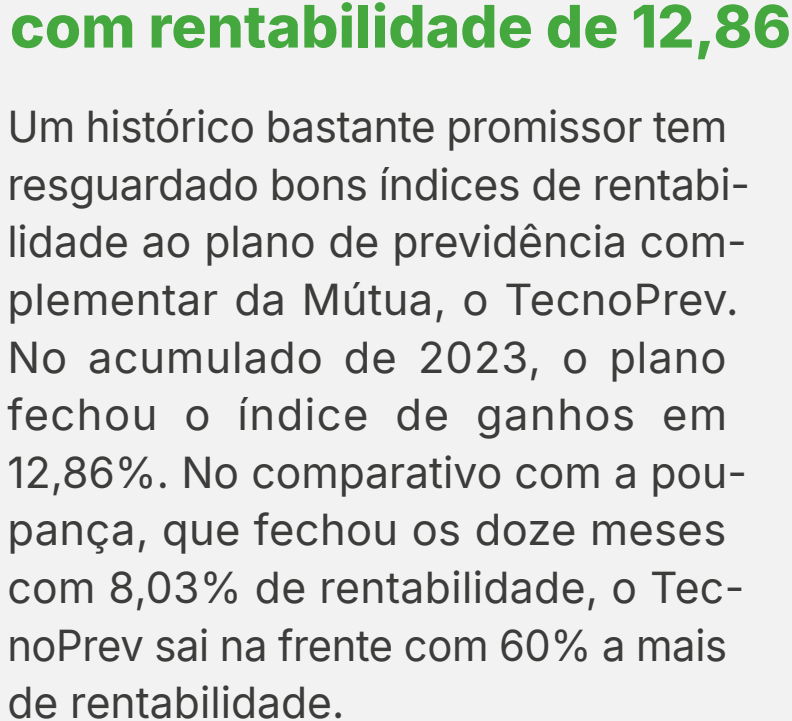 com rentabilidade de 12,86
Um histórico bastante promissor tem
resguardado bons índices de rentabi-
lidade ao plano de previdência com-
plementar da Mútua, o TecnoPrev.
No acumulado de 2023, o plano
fechou o índice de ganhos em
12,86%. No comparativo com a pou-
pança, que fechou os doze meses
com 8,03% de rentabilidade, o Tec-
noPrev sai na frente com 60% a mais
de rentabilidade.